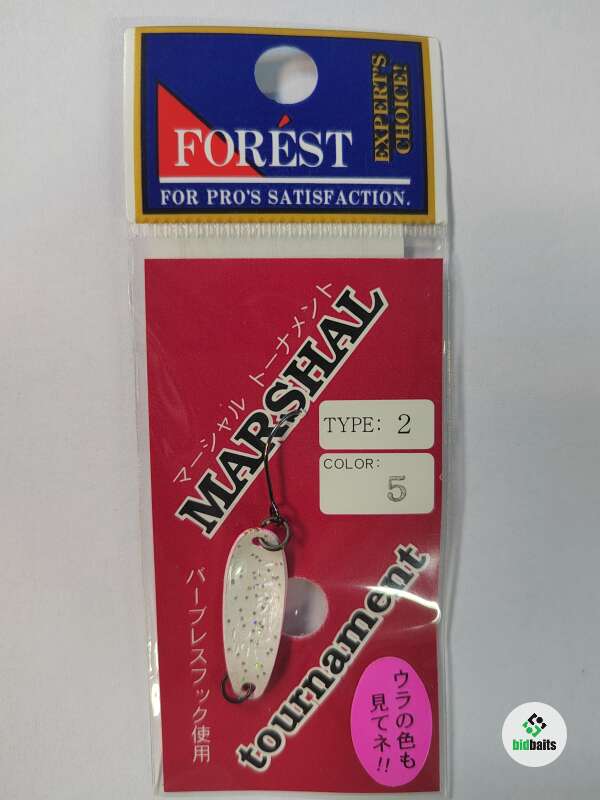 FORÉST
FOR PRO'S SATISFACTION.
EXPERT'S
CHOICE!
マーシャル トーナメント
MARSHAL
TYPE: 2
COLOR:
5
tournament
バーブレスフック使用
ウラの色も
見てネ!!
bidbaits